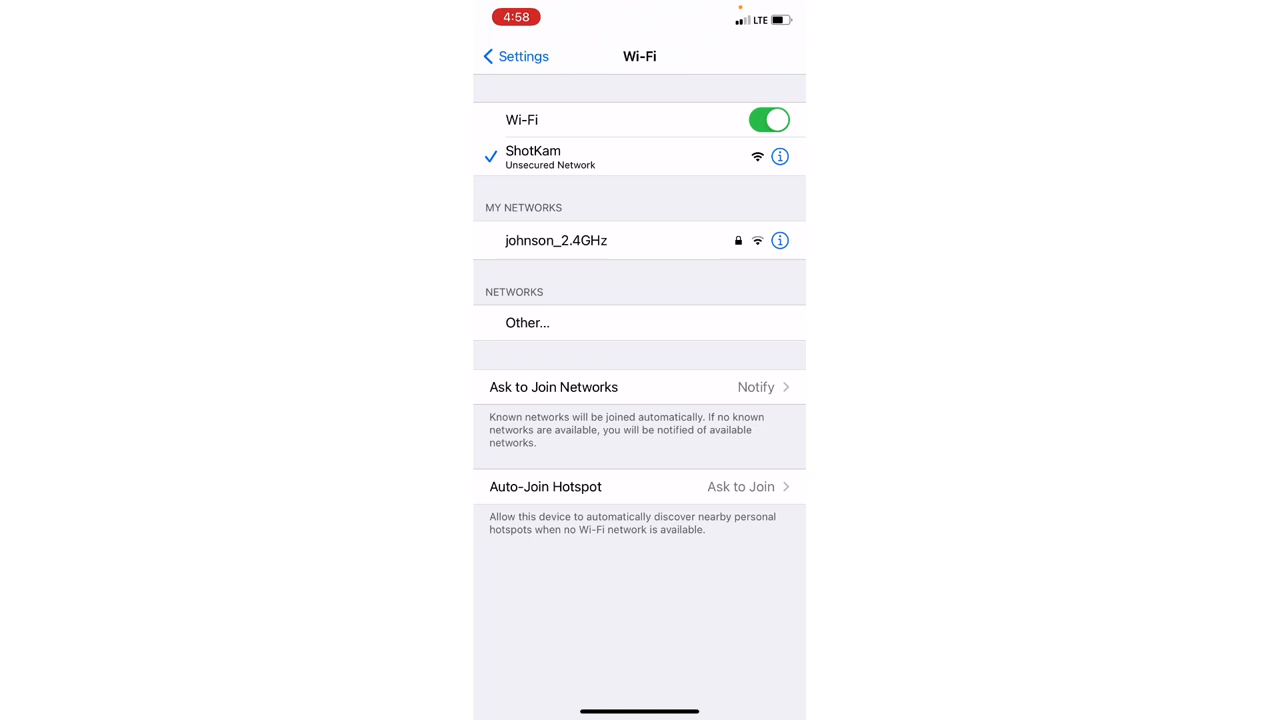 4:58
LTE
Settings
Wi-Fi
Wi-Fi
ShotKam
Unsecured Network
MY NETWORKS
johnson_2.4GHz
NETWORKS
Other...
Ask to Join Networks Notify
Known networks will be joined automatically. If no known
networks are available, you will be notified of available
networks.
Auto-Join Hotspot Ask to Join
Allow this device to automatically discover nearby personal
hotspots when no Wi-Fi network is available.